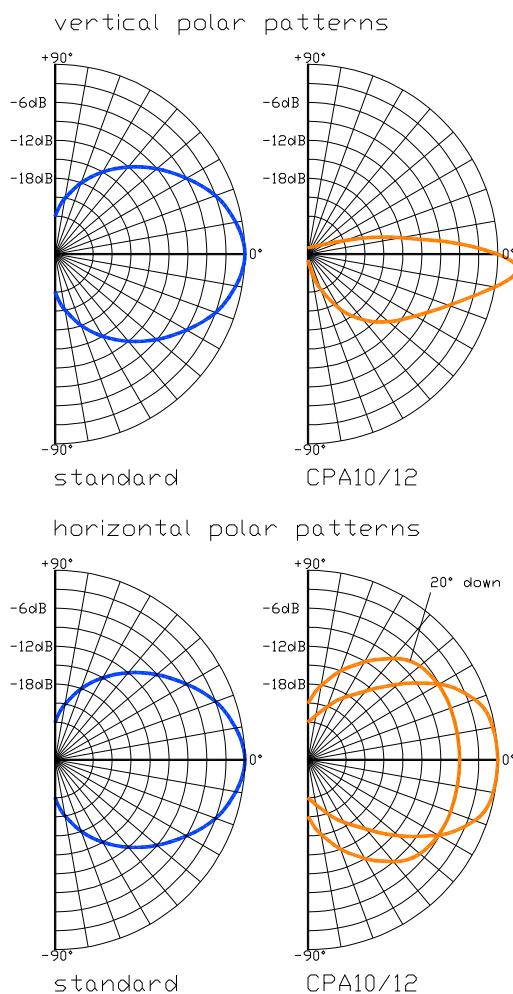 vertical polar patterns
+90° +90°
-6dB -6dB
-12dB -12dB
-18dB -18dB
0° 0°
-90° -90°
standard CPA10/12
horizontal polar patterns
+90° +90°
20° down
-6dB -6dB
-12dB -12dB
-18dB -18dB
0° 0°
-90° -90°
standard CPA10/12